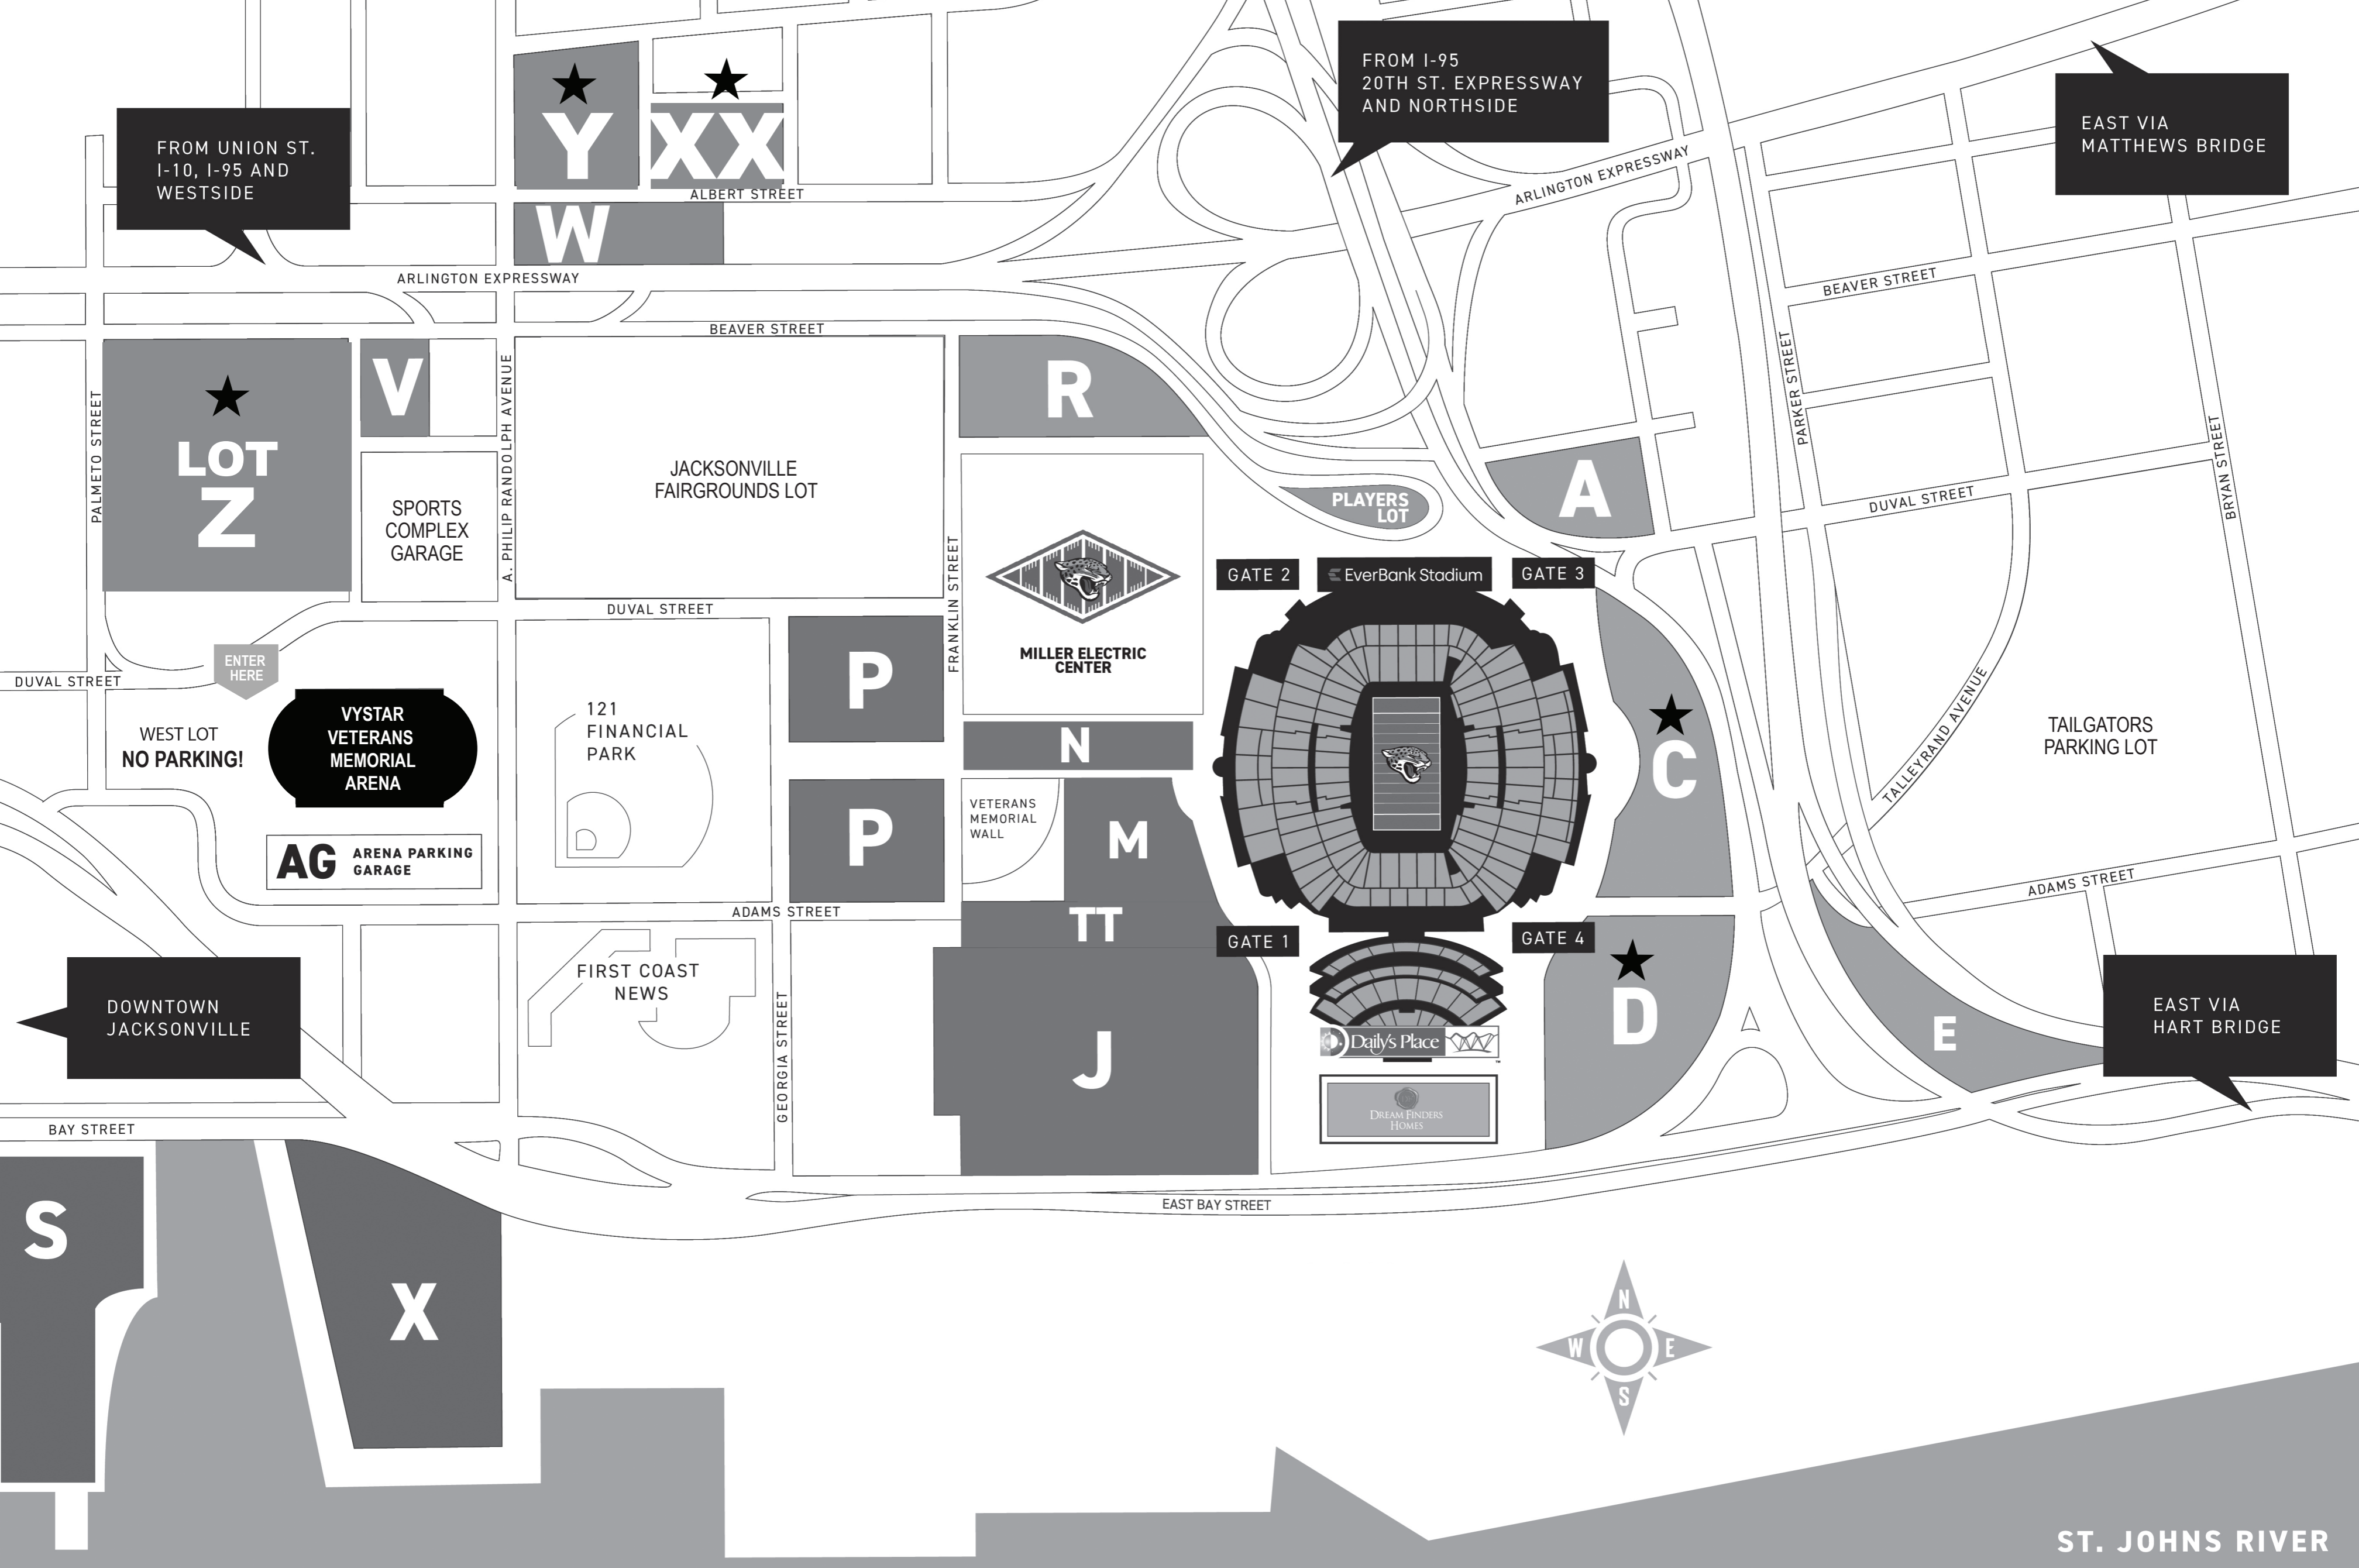 Y
XX
ALBERT STREET
W
FROM UNION ST.
I-10, I-95 AND
WESTSIDE
FROM I-95
20TH ST. EXPRESSWAY
AND NORTHSIDE
EAST VIA
MATTHEWS BRIDGE
ARLINGTON EXPRESSWAY
ARLINGTON EXPRESSWAY
BEAVER STREET
BEAVER STREET
PALMETO STREET
LOT
Z
V
SPORTS
COMPLEX
GARAGE
A. PHILIP RANDOLPH AVENUE
JACKSONVILLE
FAIRGROUNDS LOT
R
PLAYERS
LOT
A
PARKER STREET
DUVAL STREET
BRYAN STREET
FRANKLIN STREET
MILLER ELECTRIC
CENTER
GATE 2
EverBank Stadium
GATE 3
DUVAL STREET
DUVAL STREET
ENTER
HERE
WEST LOT
NO PARKING!
VYSTAR
VETERANS
MEMORIAL
ARENA
AG
ARENA PARKING
GARAGE
121
FINANCIAL
PARK
P
P
N
VETERANS
MEMORIAL
WALL
M
TT
C
TALLEYRAND AVENUE
TAILGATORS
PARKING LOT
ADAMS STREET
ADAMS STREET
GATE 1
GATE 4
DOWNTOWN
JACKSONVILLE
FIRST COAST
NEWS
GEORGIA STREET
J
Daily's Place
DREAM FINDERS
HOMES
D
E
EAST VIA
HART BRIDGE
BAY STREET
EAST BAY STREET
S
X
N
W
E
S
ST. JOHNS RIVER